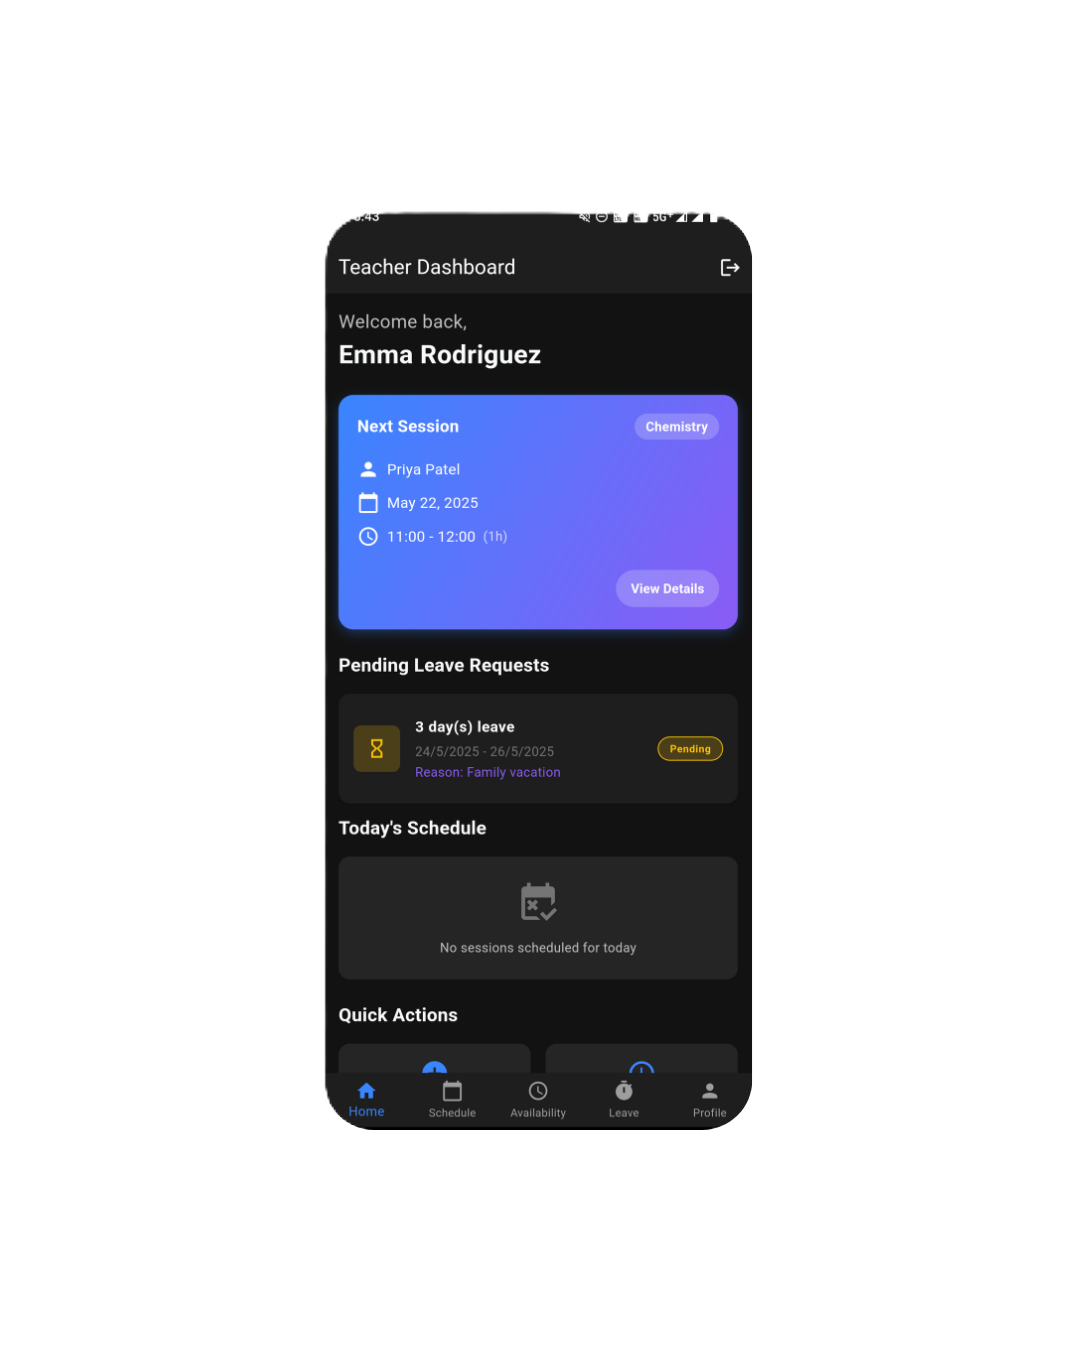 :43
5G+
Teacher Dashboard
Welcome back,
Emma Rodriguez
Next Session
Chemistry
Priya Patel
May 22, 2025
11:00 - 12:00 (1h)
View Details
Pending Leave Requests
3 day(s) leave
24/5/2025 - 26/5/2025
Reason: Family vacation
Pending
Today's Schedule
No sessions scheduled for today
Quick Actions
Home
Schedule
Availability
Leave
Profile